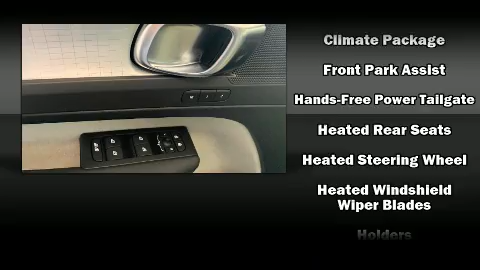 Climate Package
Front Park Assist
Hands-Free Power Tailgate
Heated Rear Seats
Heated Steering Wheel
Heated Windshield
Wiper Blades
Holders